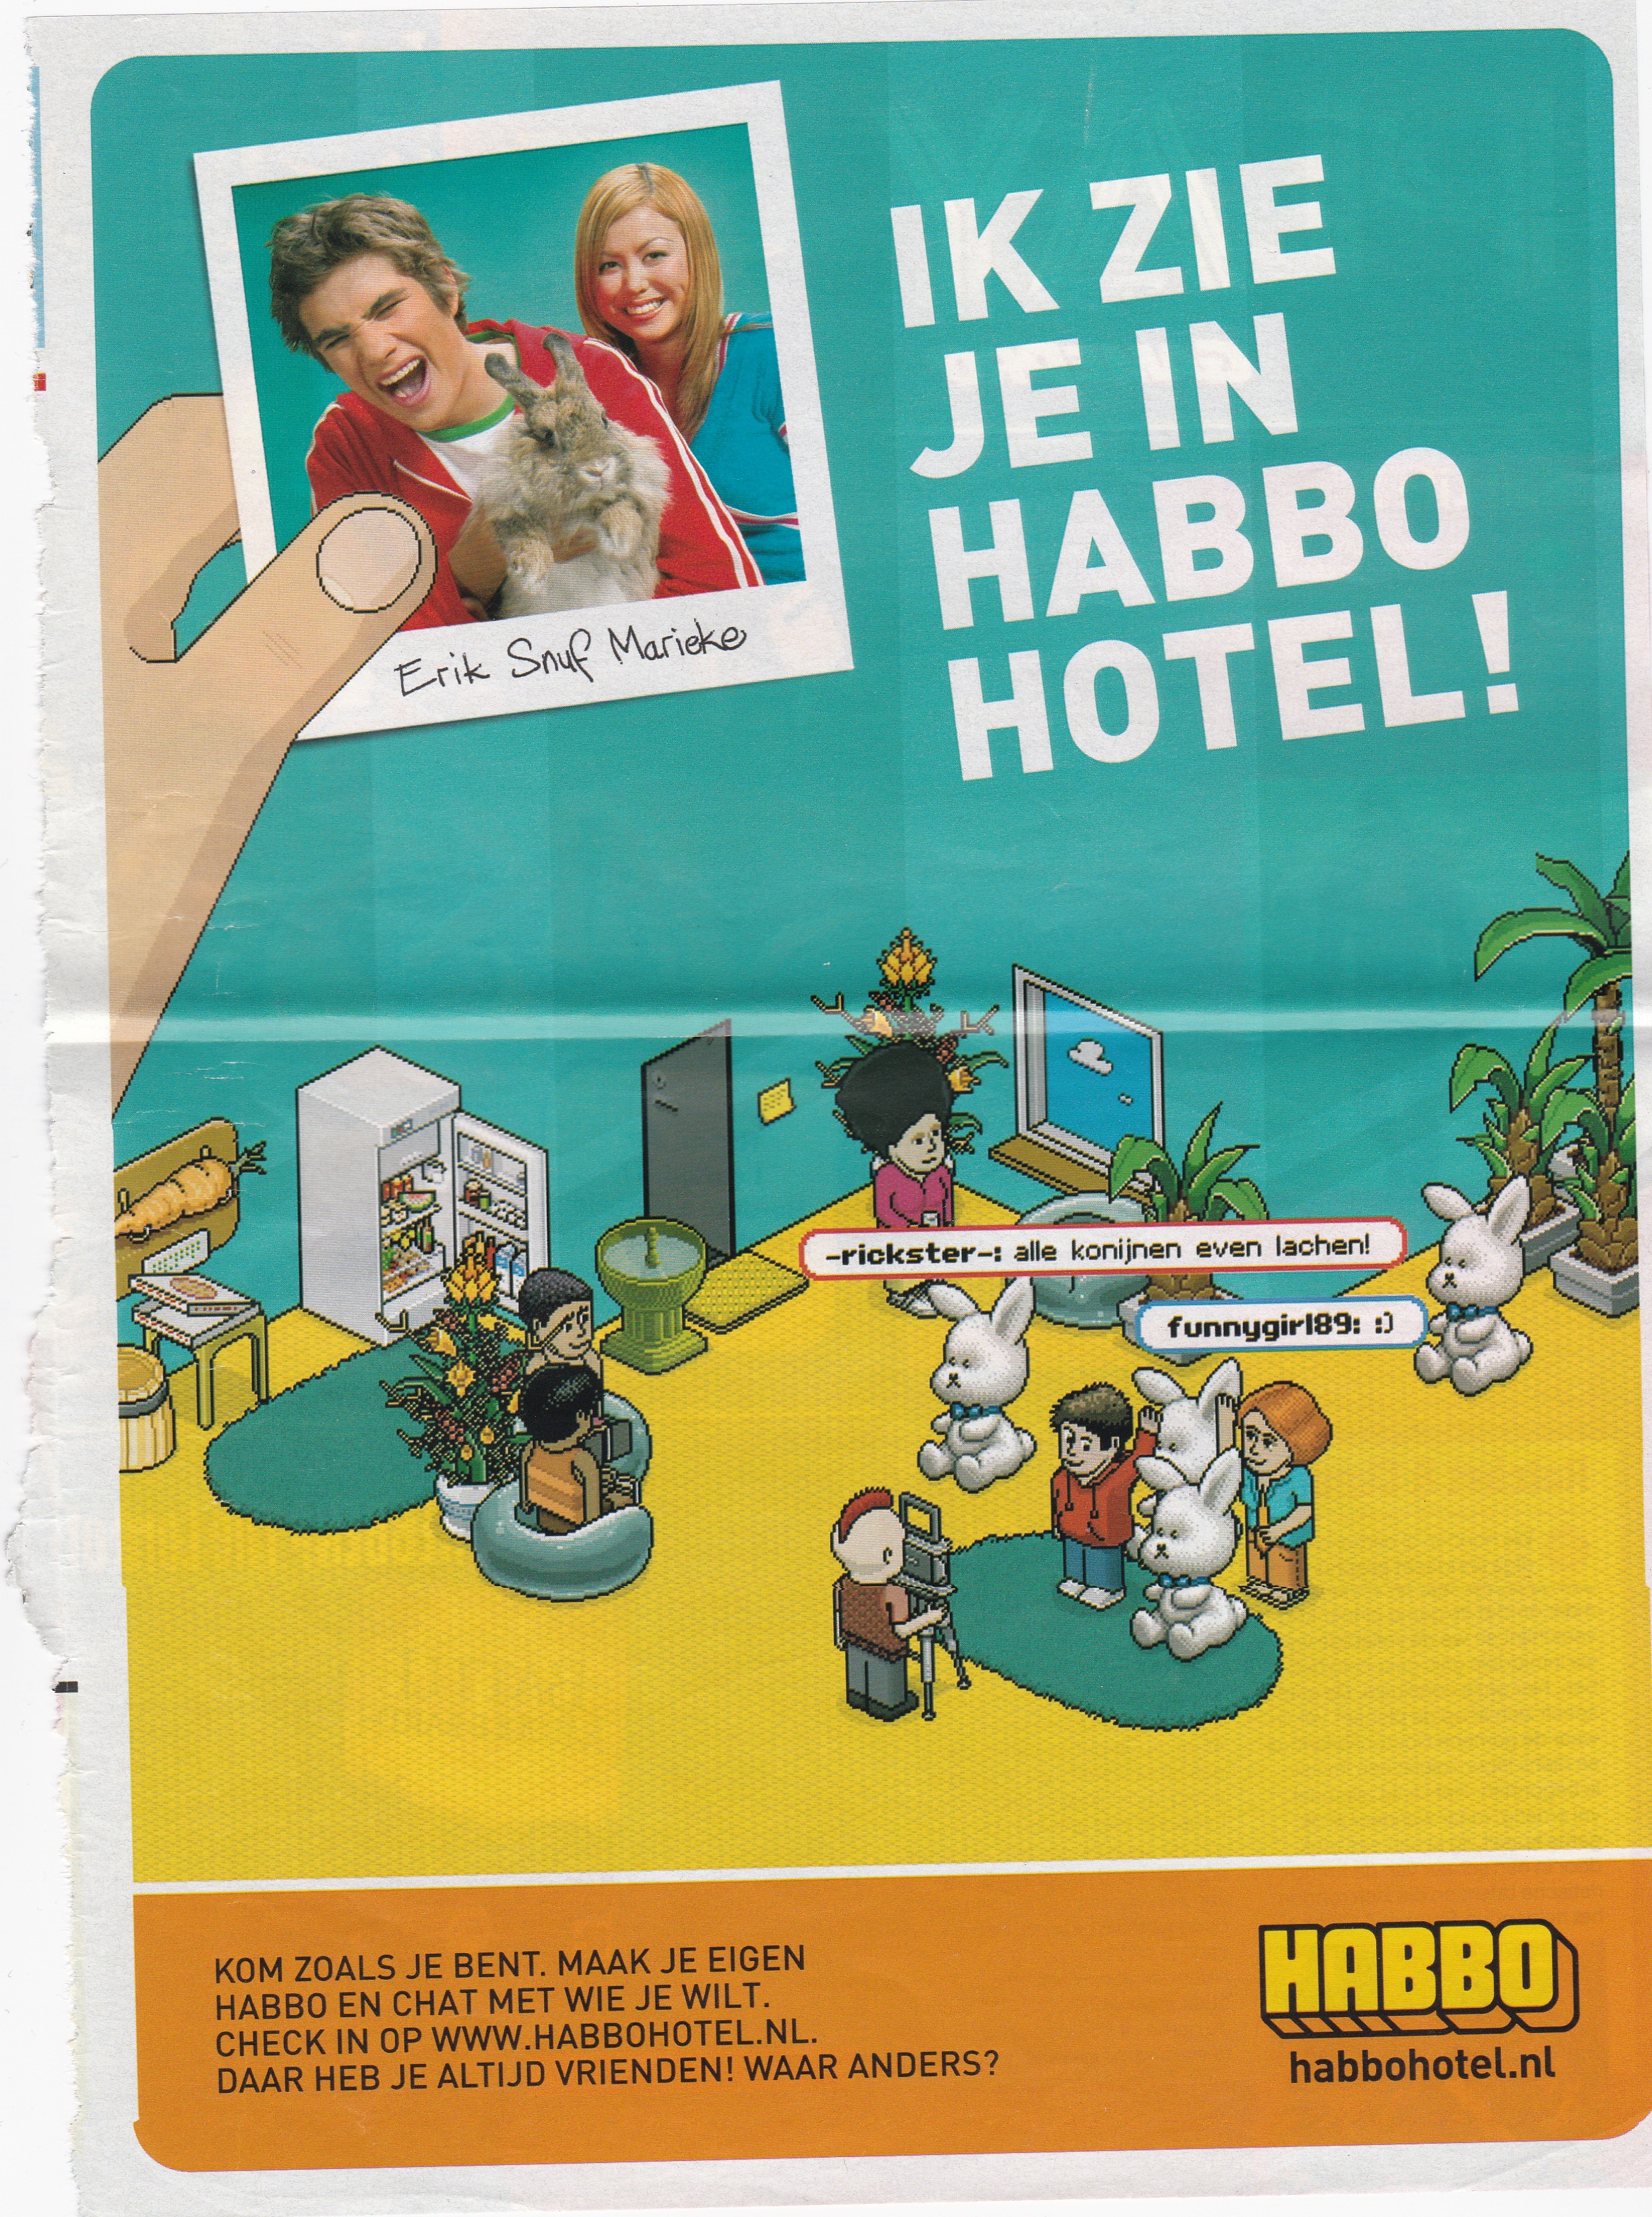 IK ZIE
JE IN
HABBO
HOTEL!
Erik Snuf Marieke
-rickster-: alle konijnen even lachen!
funnygirl89: :)
KOM ZOALS JE BENT. MAAK JE EIGEN
HABBO EN CHAT MET WIE JE WILT.
CHECK IN OP WWW.HABBOHOTEL.NL.
DAAR HEB JE ALTIJD VRIENDEN! WAAR ANDERS?
HABBO
habbohotel.nl